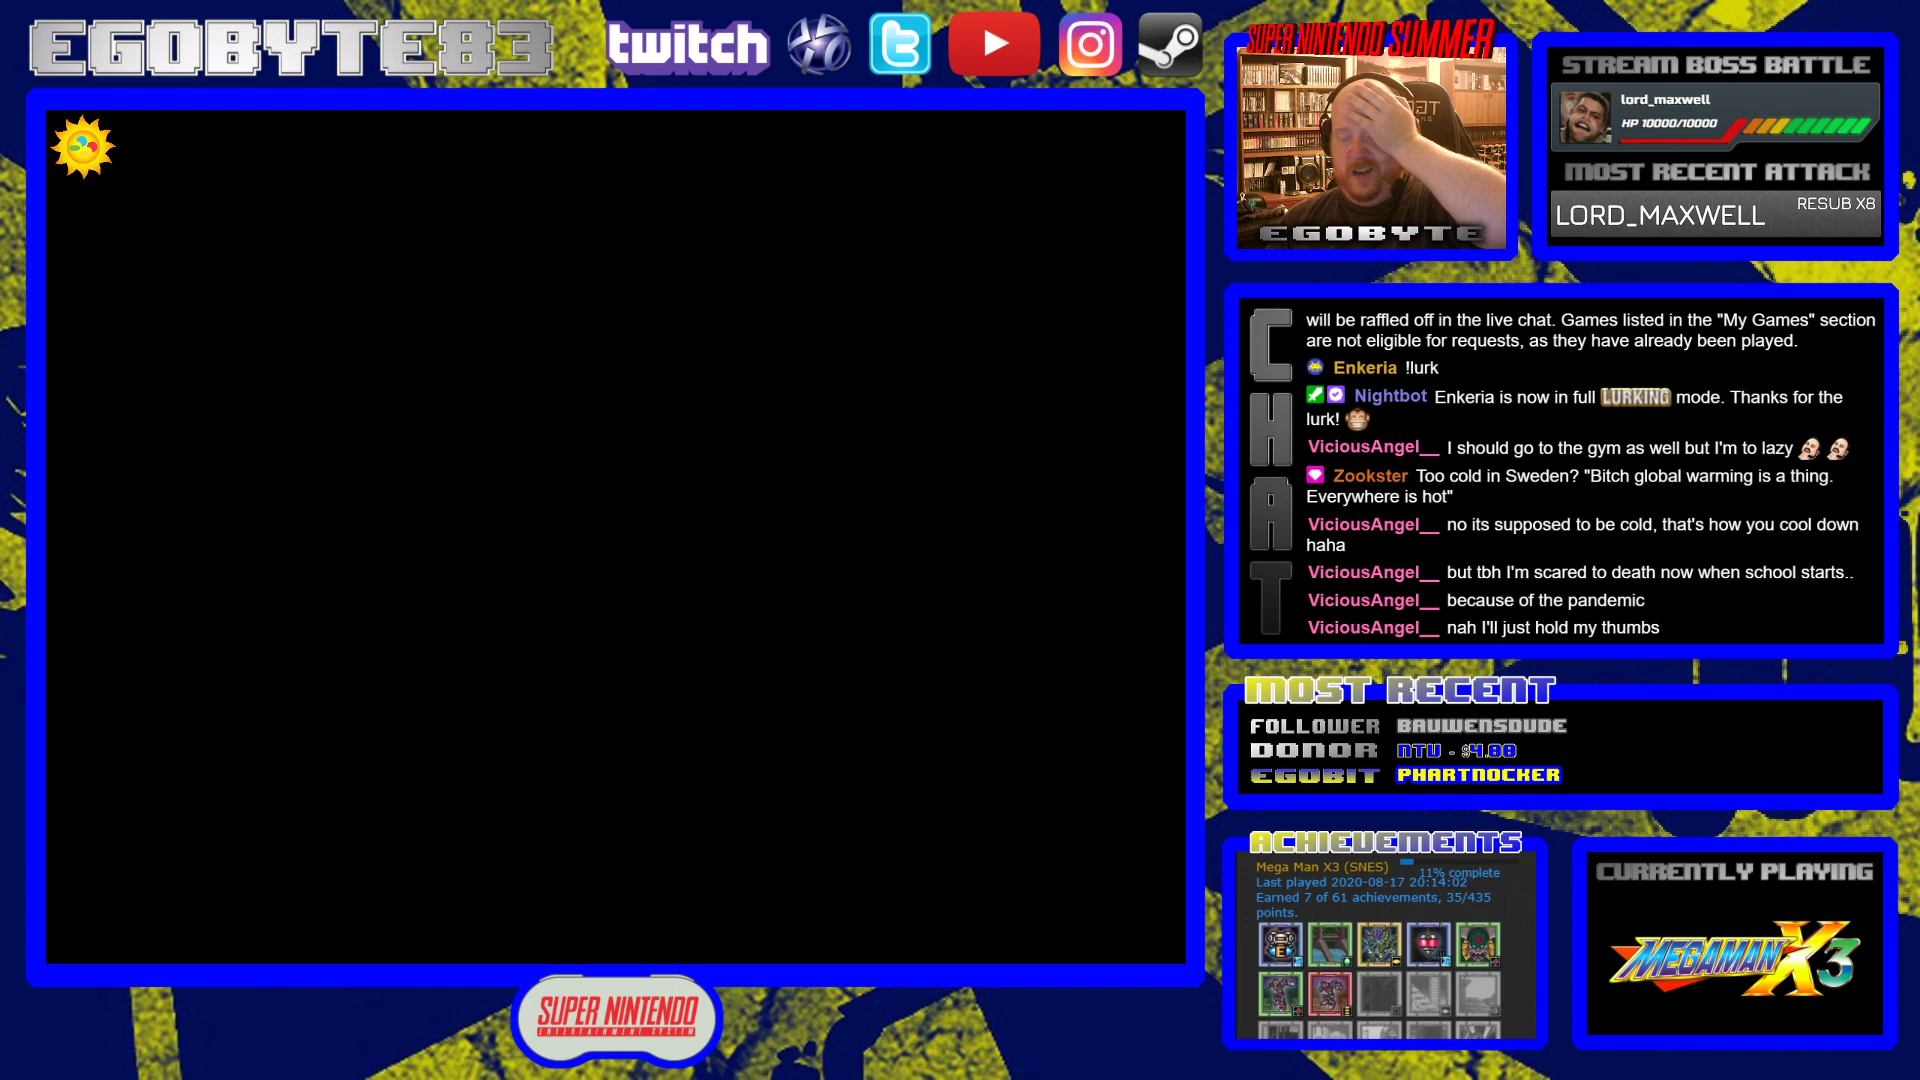 EGOBYTE83
twitch
SUPER NINTENDO SUMMER
EGOBYTE
STREAM BOSS BATTLE
lord_maxwell
HP 10000/10000
MOST RECENT ATTACK
LORD_MAXWELL
RESUB X8
CHAT
will be raffled off in the live chat. Games listed in the "My Games" section
are not eligible for requests, as they have already been played.
Enkeria !lurk
Nightbot Enkeria is now in full LURKING mode. Thanks for the
lurk!
ViciousAngel__ I should go to the gym as well but I'm to lazy
Zookster Too cold in Sweden? "Bitch global warming is a thing.
Everywhere is hot"
ViciousAngel__ no its supposed to be cold, that's how you cool down
haha
ViciousAngel__ but tbh I'm scared to death now when school starts..
ViciousAngel__ because of the pandemic
ViciousAngel__ nah I'll just hold my thumbs
MOST RECENT
FOLLOWER BAUWENSDUDE
DONOR NTU - $4.00
EGOBIT PHARTNOCKER
ACHIEVEMENTS
Mega Man X3 (SNES)
11% complete
Last played 2020-08-17 20:14:02
Earned 7 of 61 achievements, 35/435
points.
CURRENTLY PLAYING
MEGAMAN X3
SUPER NINTENDO
ENTERTAINMENT SYSTEM